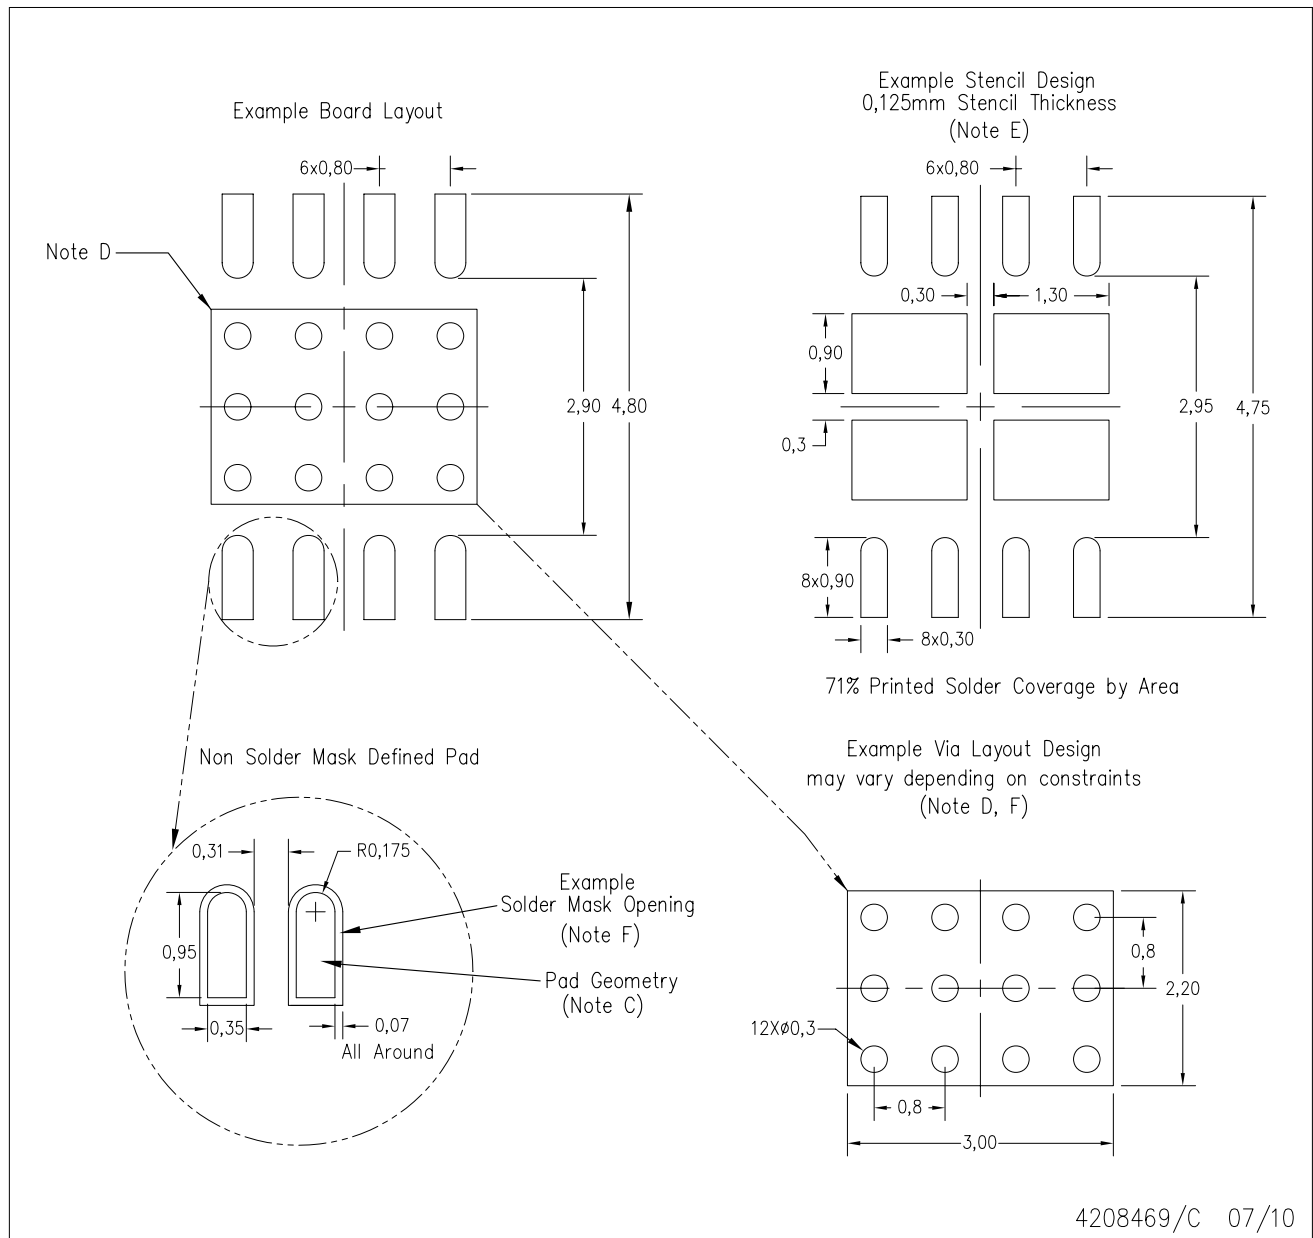 Example Board Layout
6x0,80
Note D
2,90
4,80
Example Stencil Design
0,125mm Stencil Thickness
(Note E)
6x0,80
0,30
1,30
0,90
0,3
2,95
4,75
8x0,90
8x0,30
71% Printed Solder Coverage by Area
Non Solder Mask Defined Pad
0,31
R0,175
0,95
0,35
0,07
All Around
Example
Solder Mask Opening
(Note F)
Pad Geometry
(Note C)
Example Via Layout Design
may vary depending on constraints
(Note D, F)
0,8
2,20
12XØ0,3
0,8
3,00
4208469/C 07/10